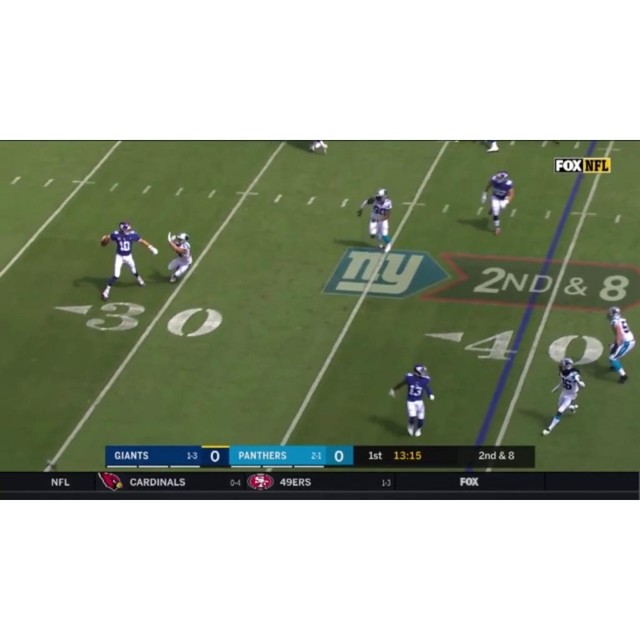 FOX NFL
10
ny
2ND & 8
30
40
13
GIANTS 1-3 0 PANTHERS 2-1 0 1st 13:15 2nd & 8
NFL CARDINALS 0-4 49ERS 1-3 FOX